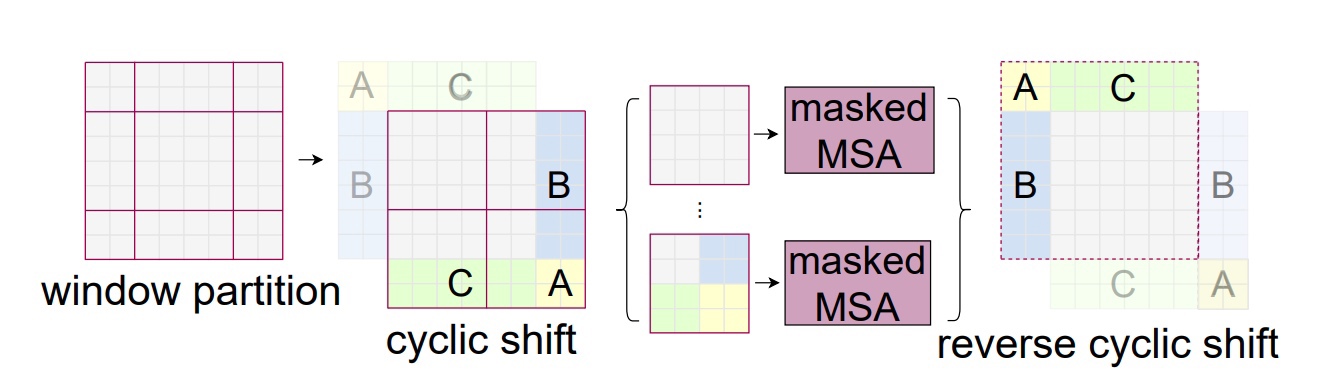 window partition
A
C
B
B
C
A
cyclic shift
masked
MSA
⋮
masked
MSA
A
C
B
B
C
A
reverse cyclic shift